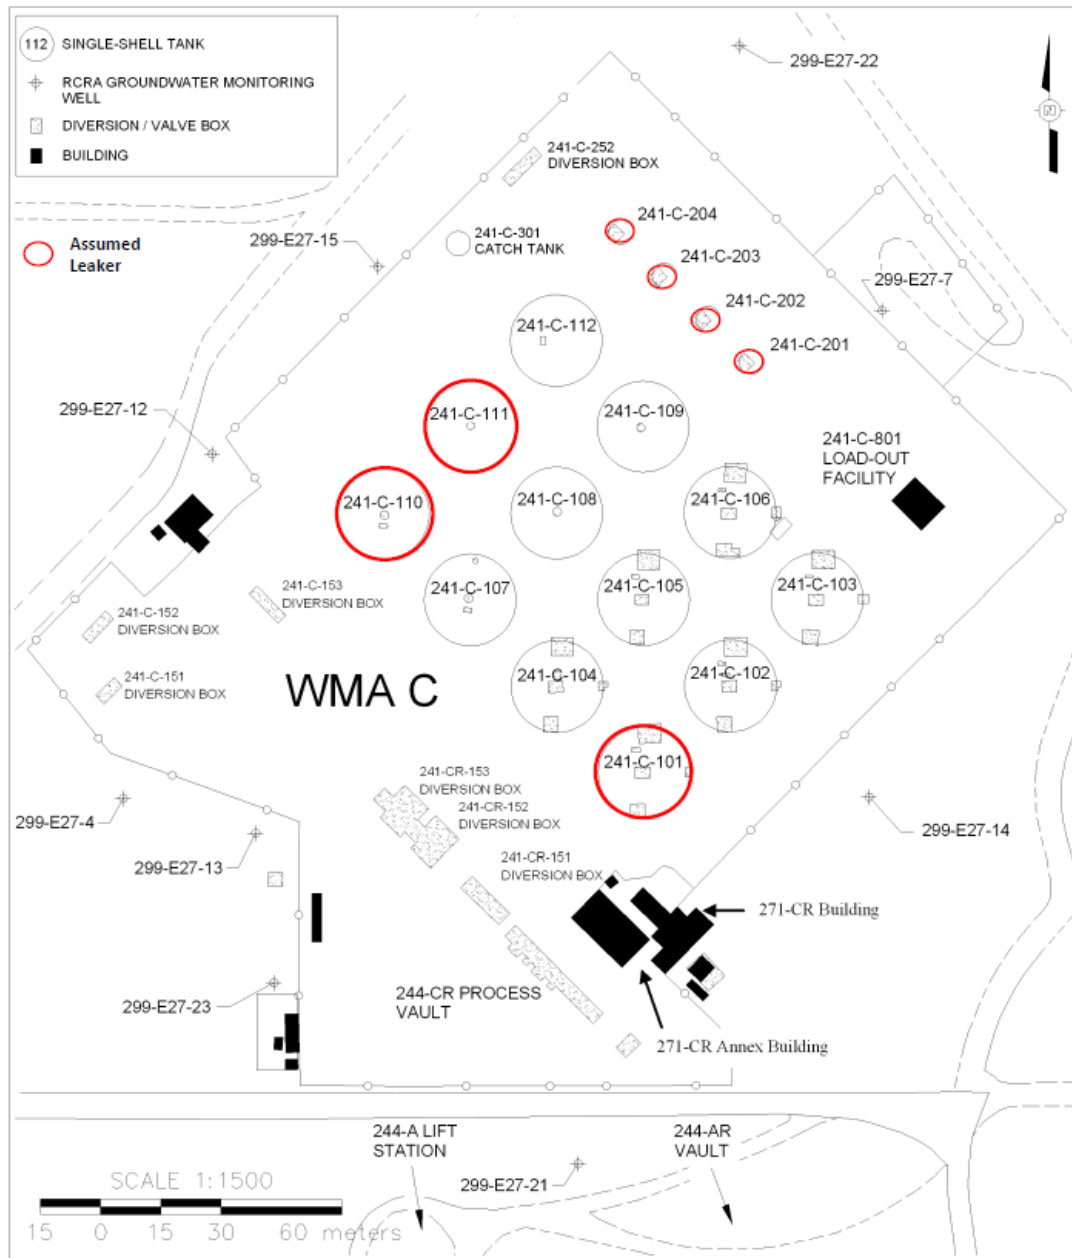 112 SINGLE-SHELL TANK
RCRA GROUNDWATER MONITORING
WELL
DIVERSION / VALVE BOX
BUILDING
Assumed
Leaker
N
299-E27-22
241-C-252
DIVERSION BOX
241-C-204
299-E27-15
241-C-301
CATCH TANK
241-C-203
299-E27-7
241-C-202
241-C-112
241-C-201
299-E27-12
241-C-111
241-C-109
241-C-801
LOAD-OUT
FACILITY
241-C-110
241-C-108
241-C-106
241-C-107
241-C-105
241-C-103
241-C-153
DIVERSION BOX
241-C-152
DIVERSION BOX
241-C-151
DIVERSION BOX
WMA C
241-C-104
241-C-102
241-C-101
241-CR-153
DIVERSION BOX
241-CR-152
DIVERSION BOX
299-E27-4
299-E27-14
299-E27-13
241-CR-151
DIVERSION BOX
271-CR Building
299-E27-23
244-CR PROCESS
VAULT
271-CR Annex Building
244-A LIFT
STATION
244-AR
VAULT
299-E27-21
SCALE 1:1500
15 0 15 30 60 meters